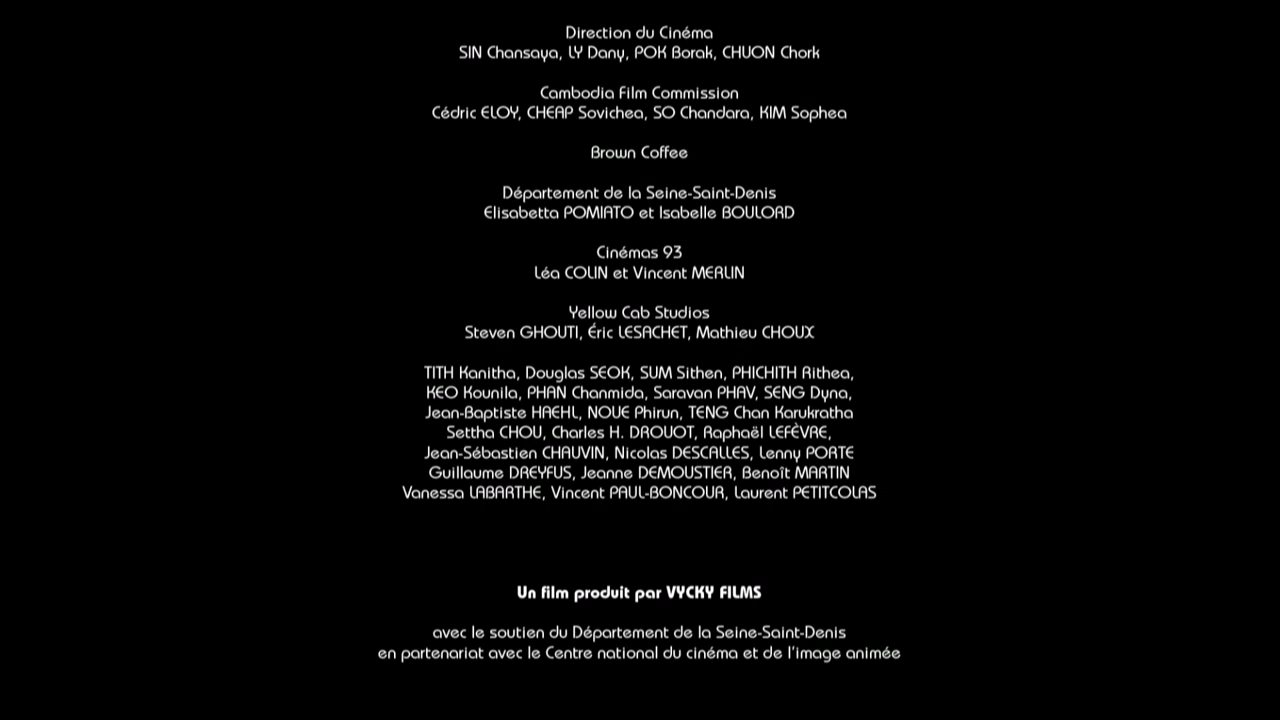 Direction du Cinéma
SIN Chansaya, LY Dany, POK Borak, CHUON Chork
Cambodia Film Commission
Cédric ELOY, CHEAP Sovichea, SO Chandara, KIM Sophea
Brown Coffee
Département de la Seine-Saint-Denis
Elisabetta POMIATO et Isabelle BOULORD
Cinémas 93
Léa COLIN et Vincent MERLIN
Yellow Cab Studios
Steven GHOUTI, Éric LESACHET, Mathieu CHOUX
TITH Kanitha, Douglas SEOK, SUM Sithen, PHICHITH Rithea,
KEO Kounila, PHAN Chanmida, Saravan PHAV, SENG Dyna,
Jean-Baptiste HAEHL, NOUE Phirun, TENG Chan Karukratha
Settha CHOU, Charles H. DROUOT, Raphaël LEFÈVRE,
Jean-Sébastien CHAUVIN, Nicolas DESCALLES, Lenny PORTE
Guillaume DREYFUS, Jeanne DEMOUSTIER, Benoît MARTIN
Vanessa LABARTHE, Vincent PAUL-BONCOUR, Laurent PETITCOLAS
Un film produit par VYCKY FILMS
avec le soutien du Département de la Seine-Saint-Denis
en partenariat avec le Centre national du cinéma et de l'image animée